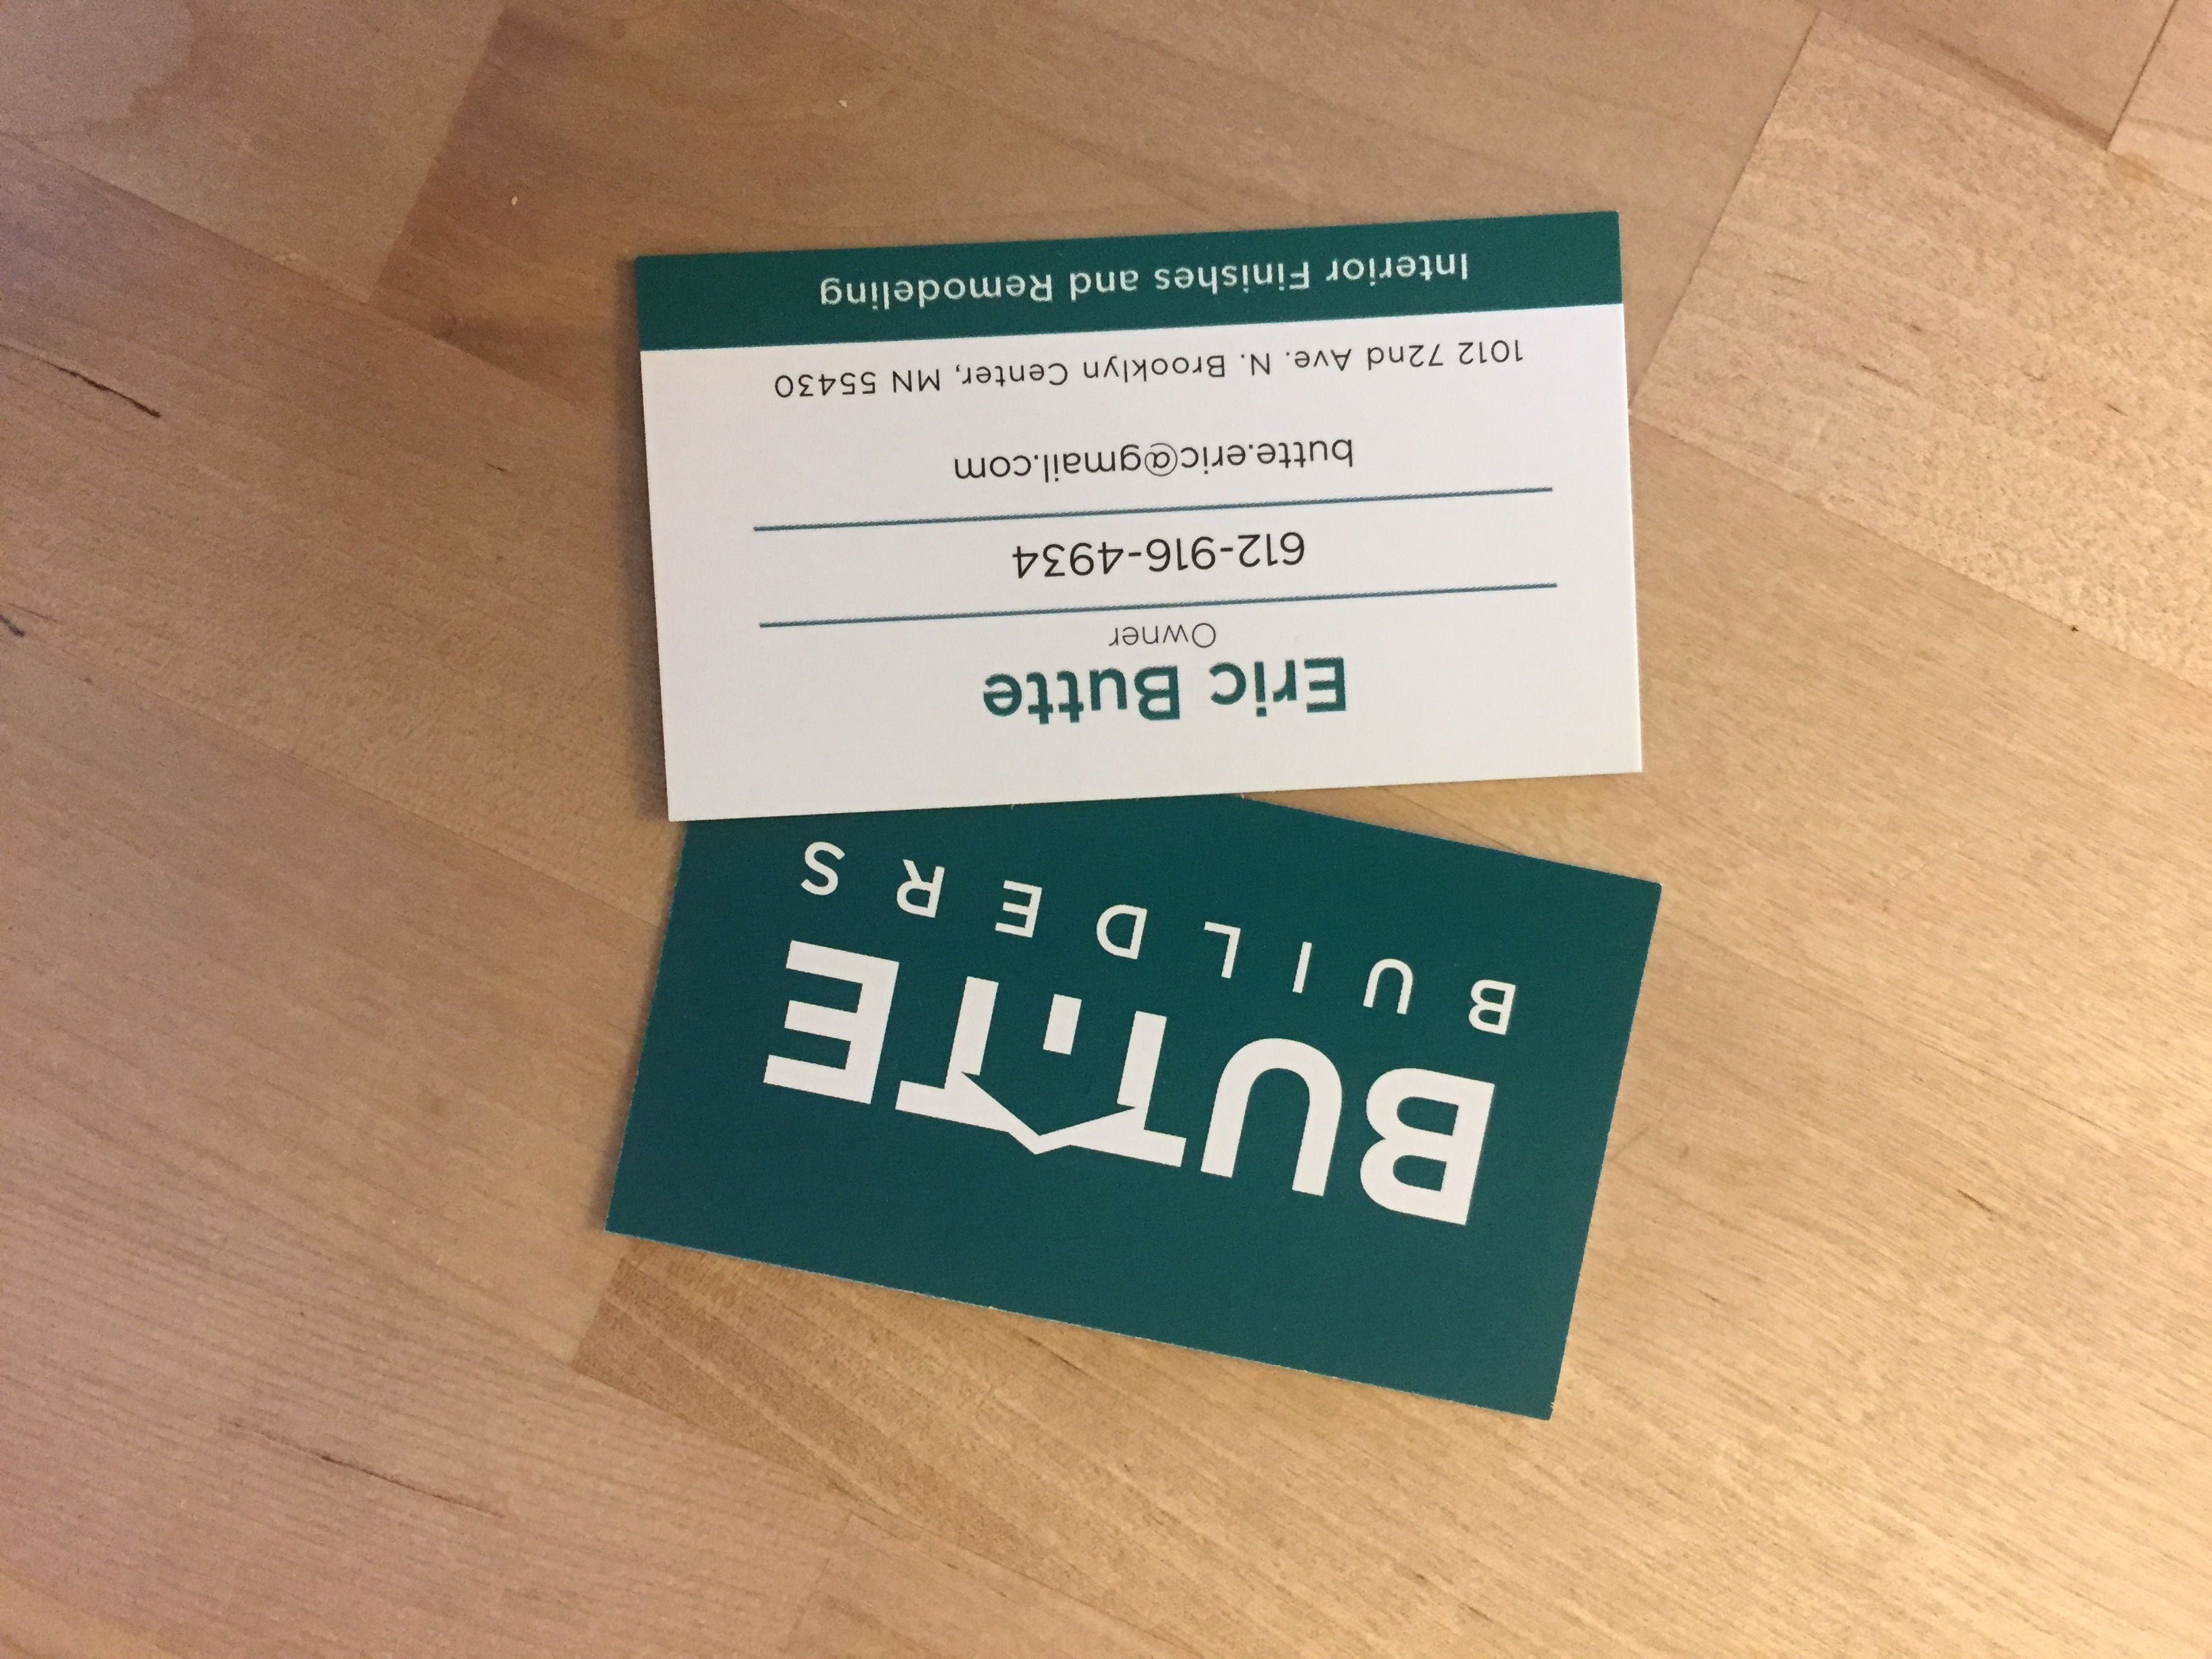 BUTTE
BUILDERS
Eric Butte
Owner
612-916-4934
butte.eric@gmail.com
1012 72nd Ave. N. Brooklyn Center, MN 55430
Interior Finishes and Remodeling